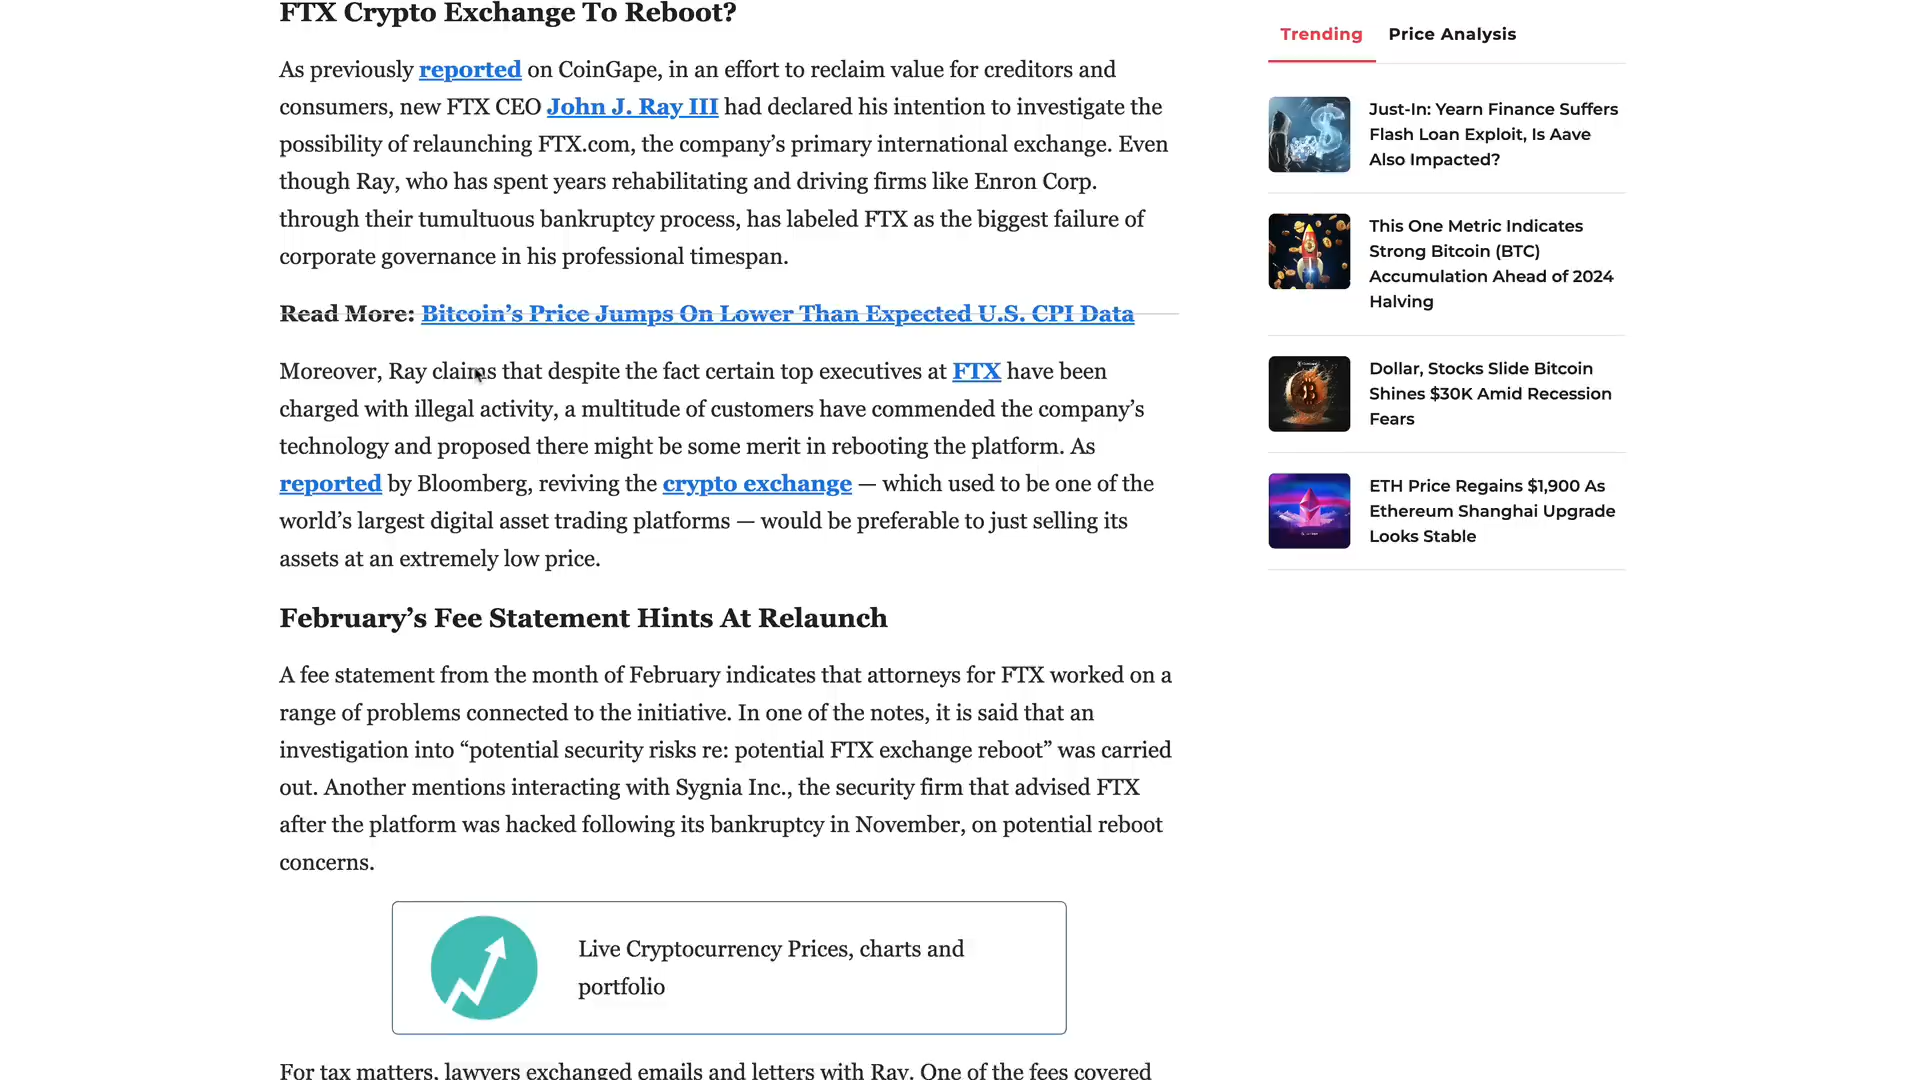 FTX Crypto Exchange To Reboot?
As previously reported on CoinGape, in an effort to reclaim value for creditors and
consumers, new FTX CEO John J. Ray III had declared his intention to investigate the
possibility of relaunching FTX.com, the company’s primary international exchange. Even
though Ray, who has spent years rehabilitating and driving firms like Enron Corp.
through their tumultuous bankruptcy process, has labeled FTX as the biggest failure of
corporate governance in his professional timespan.
Read More: Bitcoin’s Price Jumps On Lower Than Expected U.S. CPI Data
Moreover, Ray claims that despite the fact certain top executives at FTX have been
charged with illegal activity, a multitude of customers have commended the company’s
technology and proposed there might be some merit in rebooting the platform. As
reported by Bloomberg, reviving the crypto exchange — which used to be one of the
world’s largest digital asset trading platforms — would be preferable to just selling its
assets at an extremely low price.
February’s Fee Statement Hints At Relaunch
A fee statement from the month of February indicates that attorneys for FTX worked on a
range of problems connected to the initiative. In one of the notes, it is said that an
investigation into “potential security risks re: potential FTX exchange reboot” was carried
out. Another mentions interacting with Sygnia Inc., the security firm that advised FTX
after the platform was hacked following its bankruptcy in November, on potential reboot
concerns.
Live Cryptocurrency Prices, charts and
portfolio
For tax matters, lawyers exchanged emails and letters with Ray. One of the fees covered
Trending
Price Analysis
Just-In: Yearn Finance Suffers
Flash Loan Exploit, Is Aave
Also Impacted?
This One Metric Indicates
Strong Bitcoin (BTC)
Accumulation Ahead of 2024
Halving
Dollar, Stocks Slide Bitcoin
Shines $30K Amid Recession
Fears
ETH Price Regains $1,900 As
Ethereum Shanghai Upgrade
Looks Stable